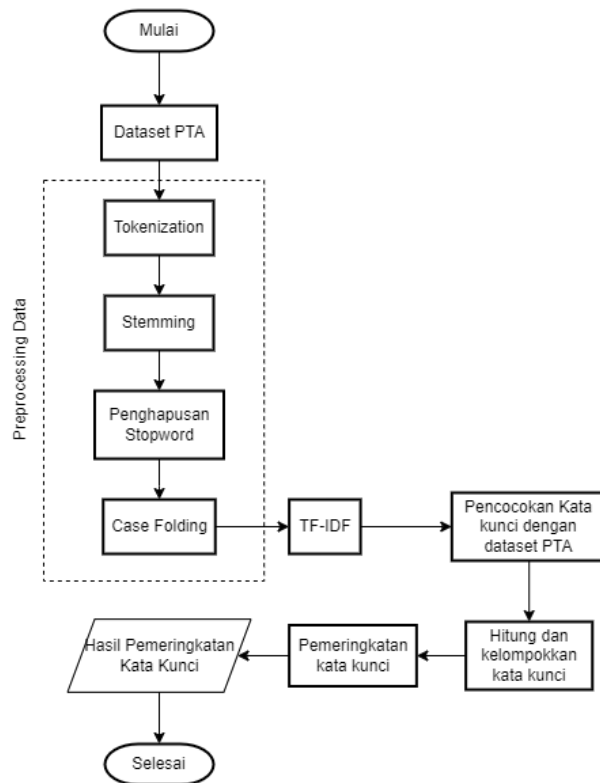 Mulai
Dataset PTA
Preprocessing Data
Tokenization
Stemming
Penghapusan
Stopword
Case Folding
TF-IDF
Pencocokan Kata
kunci dengan
dataset PTA
Hitung dan
kelompokkan
kata kunci
Pemeringkatan
kata kunci
Hasil Pemeringkatan
Kata Kunci
Selesai